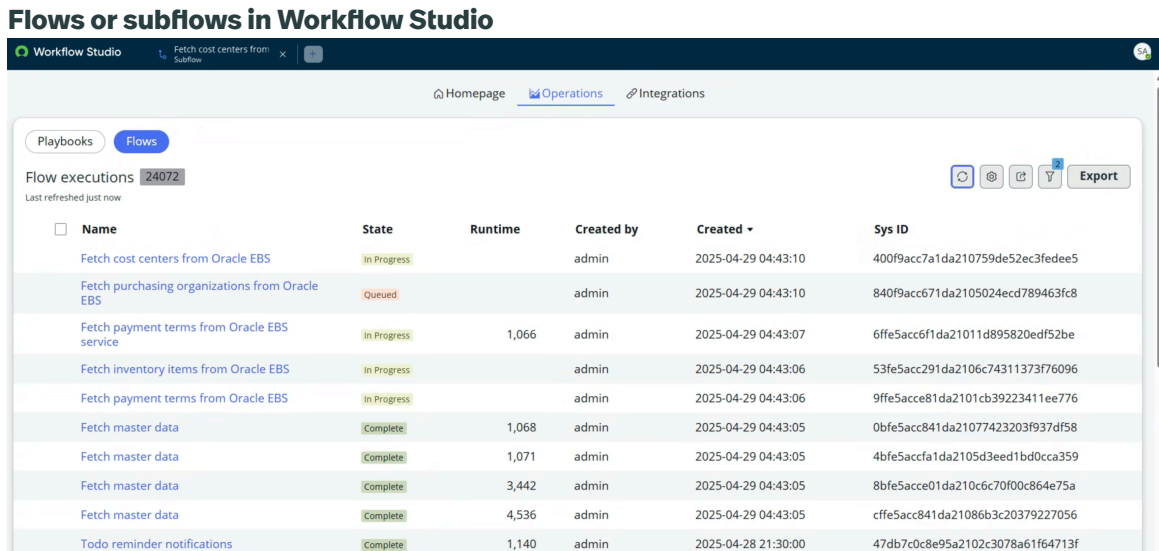 Flows or subflows in Workflow Studio
Workflow Studio
Fetch cost centers from
Subflow
SA
Homepage Operations Integrations
Playbooks Flows
Flow executions 24072
2
Export
Last refreshed just now
Name State Runtime Created by Created Sys ID
Fetch cost centers from Oracle EBS In Progress admin 2025-04-29 04:43:10 400f9acc7a1da210759de52ec3fedee5
Fetch purchasing organizations from Oracle
EBS Queued admin 2025-04-29 04:43:10 840f9acc671da2105024ecd789463fc8
Fetch payment terms from Oracle EBS
service In Progress 1,066 admin 2025-04-29 04:43:07 6ffe5acc6f1da21011d895820edf52be
Fetch inventory items from Oracle EBS In Progress admin 2025-04-29 04:43:06 53fe5acc291da2106c74311373f76096
Fetch payment terms from Oracle EBS In Progress admin 2025-04-29 04:43:06 9ffe5acce81da2101cb39223411ee776
Fetch master data Complete 1,068 admin 2025-04-29 04:43:05 0bfe5acc841da21077423203f937df58
Fetch master data Complete 1,071 admin 2025-04-29 04:43:05 4bfe5accfa1da2105d3eed1bd0cca359
Fetch master data Complete 3,442 admin 2025-04-29 04:43:05 8bfe5acce01da210c6c70f00c864e75a
Fetch master data Complete 4,536 admin 2025-04-29 04:43:05 cffe5acc841da21086b3c20379227056
Todo reminder notifications Complete 1,140 admin 2025-04-28 21:30:00 47db7c0c8e95a2102c3078a61f64713f